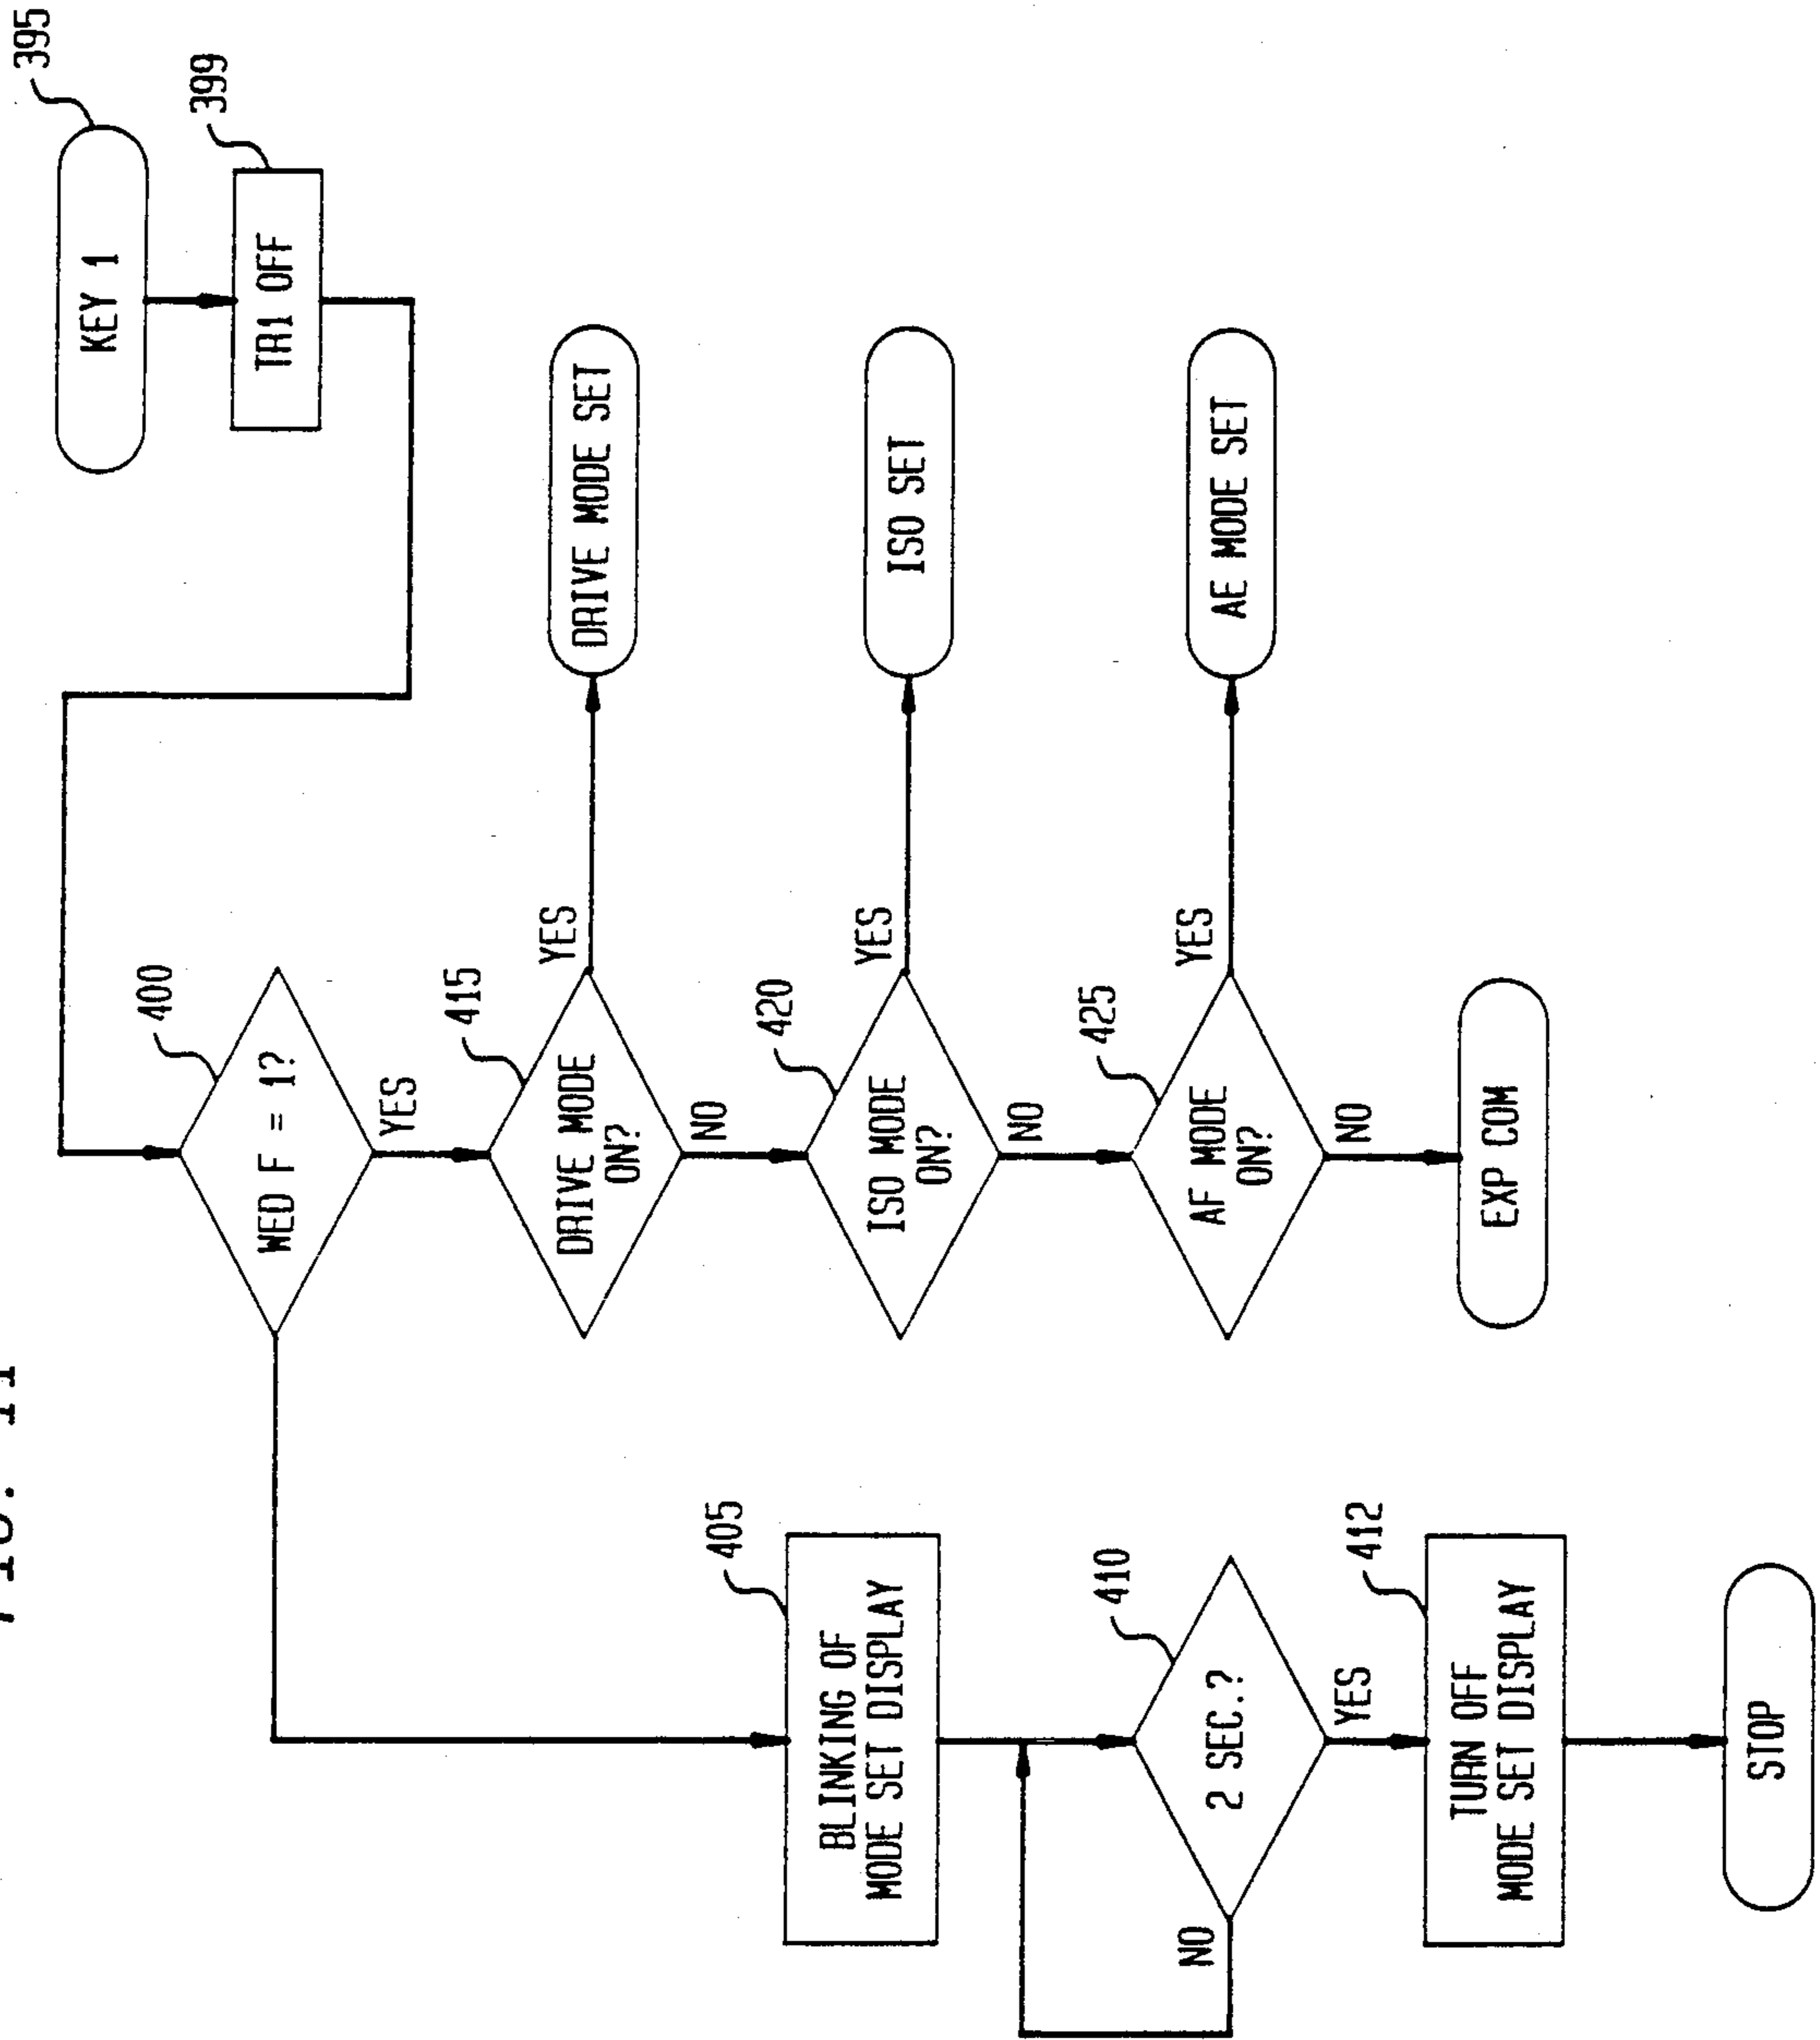 FIG. 11
KEY 1
395
TR1 OFF
399
WED F = 1?
400
YES
BLINKING OF
MODE SET DISPLAY
405
2 SEC.?
410
NO
YES
TURN OFF
MODE SET DISPLAY
412
STOP
DRIVE MODE
ON?
415
YES
DRIVE MODE SET
NO
ISO MODE
ON?
420
YES
ISO SET
NO
AF MODE
ON?
425
YES
AE MODE SET
NO
EXP COM